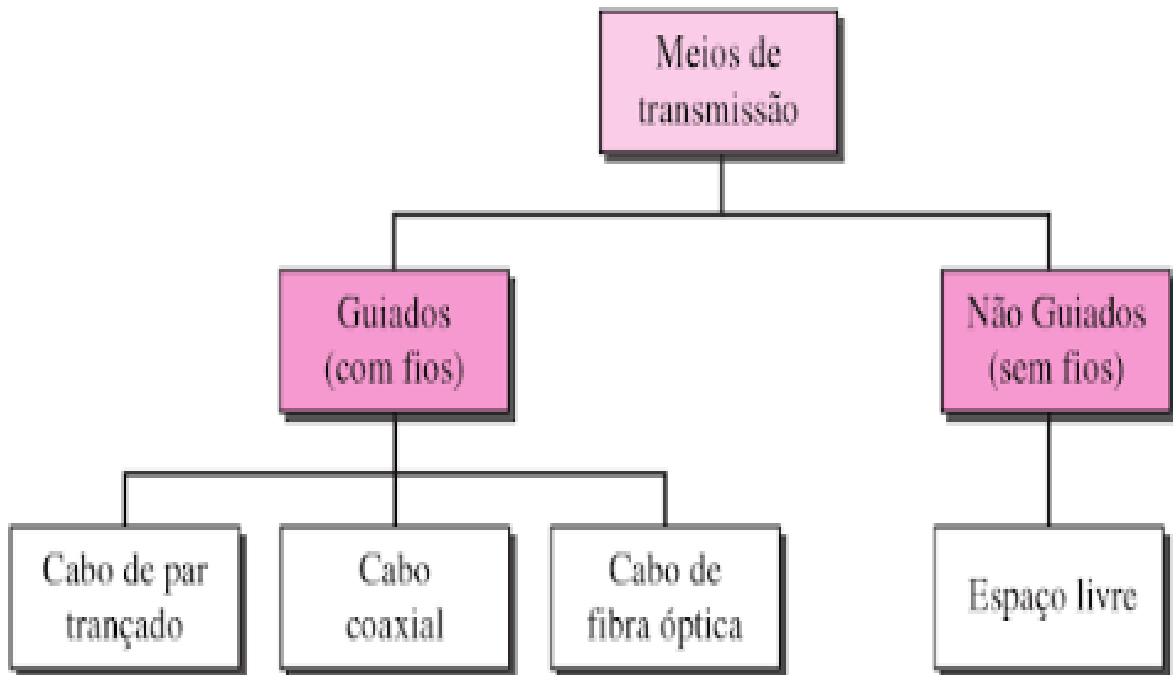 Meios de
transmissão
Guiados
(com fios)
Não Guiados
(sem fios)
Cabo de par
trançado
Cabo
coaxial
Cabo de
fibra óptica
Espaço livre